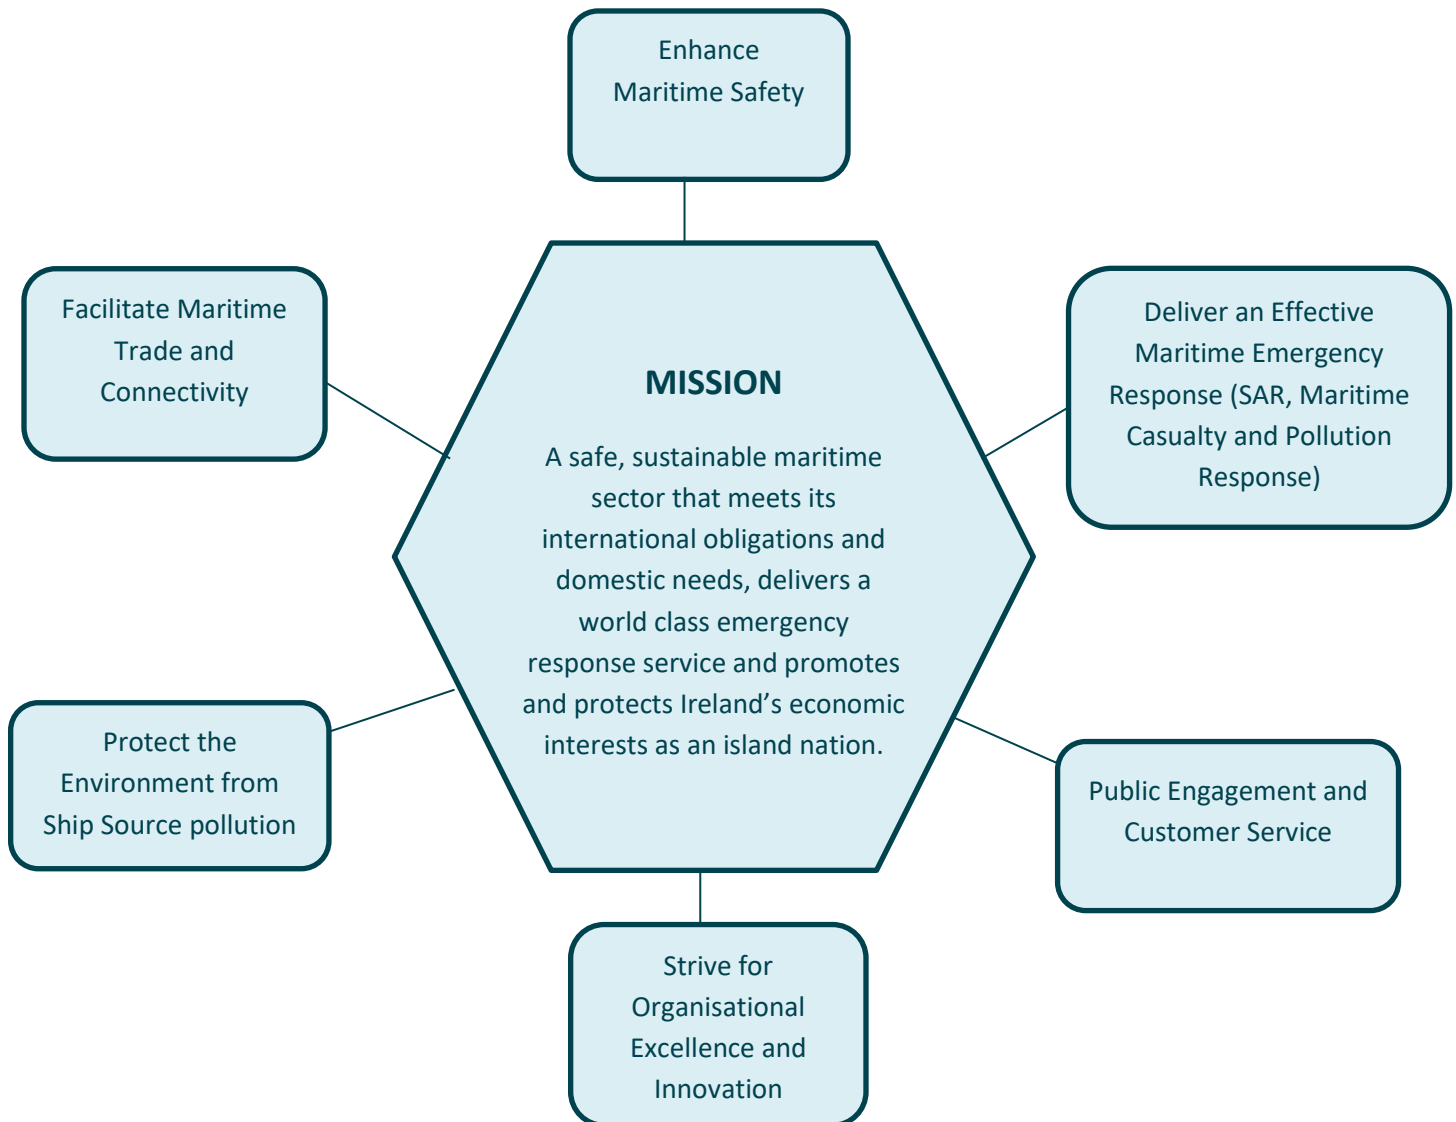 Enhance
Maritime Safety
Facilitate Maritime
Trade and
Connectivity
Deliver an Effective
Maritime Emergency
Response (SAR, Maritime
Casualty and Pollution
Response)
MISSION
A safe, sustainable maritime
sector that meets its
international obligations and
domestic needs, delivers a
world class emergency
response service and promotes
and protects Ireland’s economic
interests as an island nation.
Protect the
Environment from
Ship Source pollution
Public Engagement and
Customer Service
Strive for
Organisational
Excellence and
Innovation